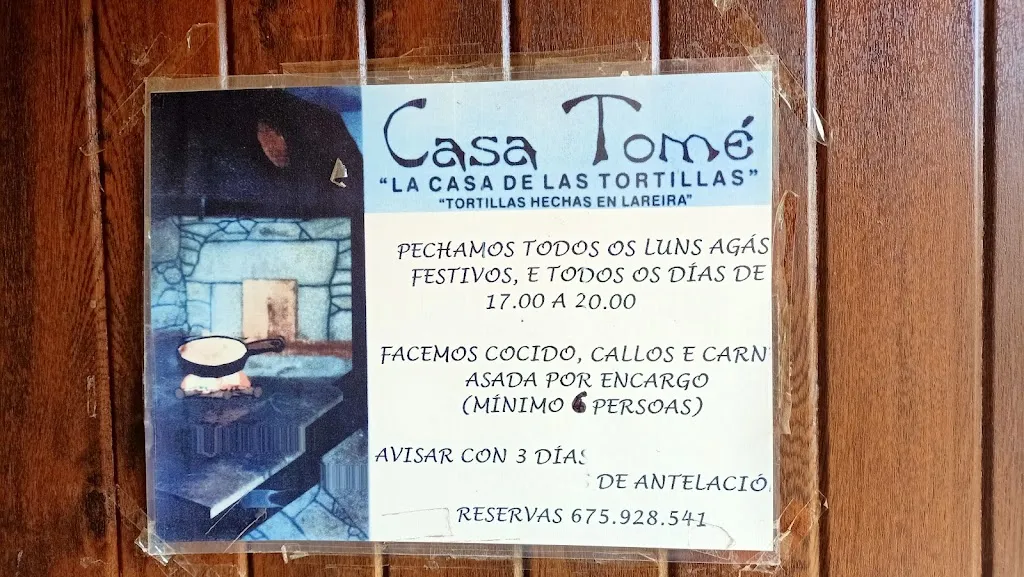 Casa Tomé
"LA CASA DE LAS TORTILLAS"
"TORTILLAS HECHAS EN LAREIRA"
PECHAMOS TODOS OS LUNS AGÁS
FESTIVOS, E TODOS OS DÍAS DE
17.00 A 20.00
FACEMOS COCIDO, CALLOS E CARN
ASADA POR ENCARGO
(MÍNIMO 6 PERSOAS)
AVISAR CON 3 DÍAS
DE ANTELACIÓ
RESERVAS 675.928.541